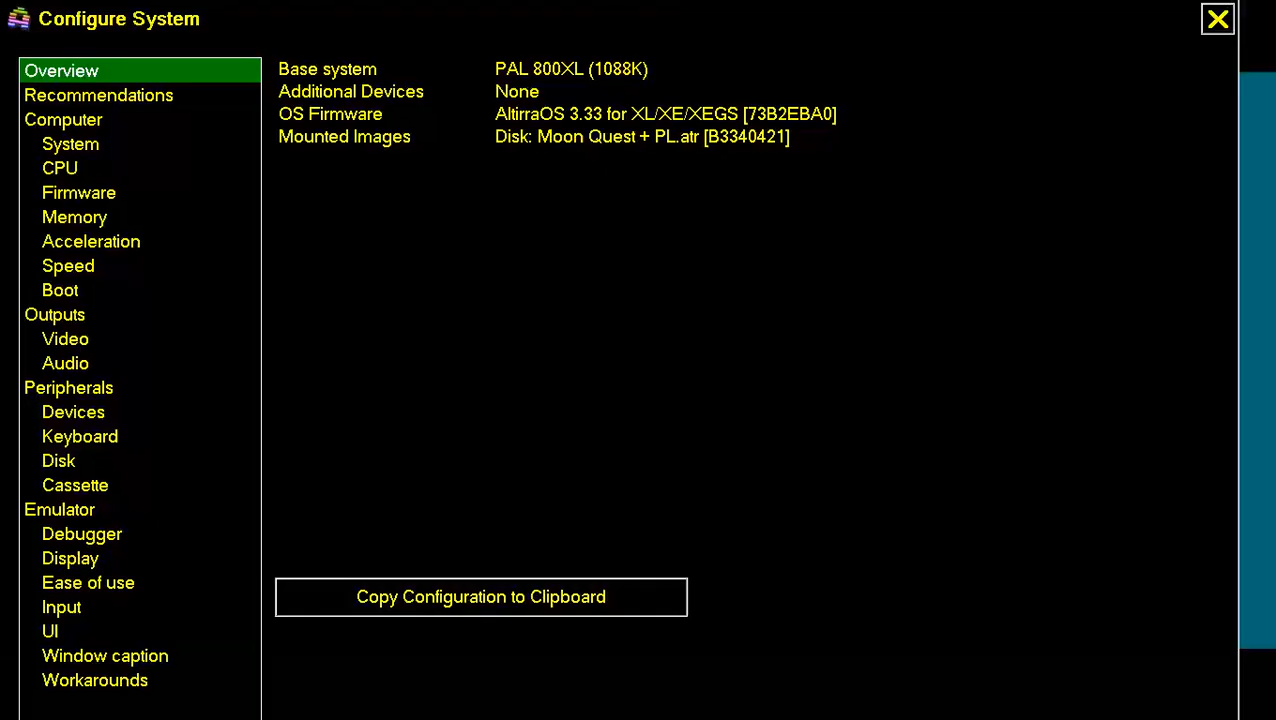 Configure System
Overview
Recommendations
Computer
System
CPU
Firmware
Memory
Acceleration
Speed
Boot
Outputs
Video
Audio
Peripherals
Devices
Keyboard
Disk
Cassette
Emulator
Debugger
Display
Ease of use
Input
UI
Window caption
Workarounds
Base system PAL 800XL (1088K)
Additional Devices None
OS Firmware AltirraOS 3.33 for XL/XE/XEGS [73B2EBA0]
Mounted Images Disk: Moon Quest + PL.atr [B3340421]
Copy Configuration to Clipboard